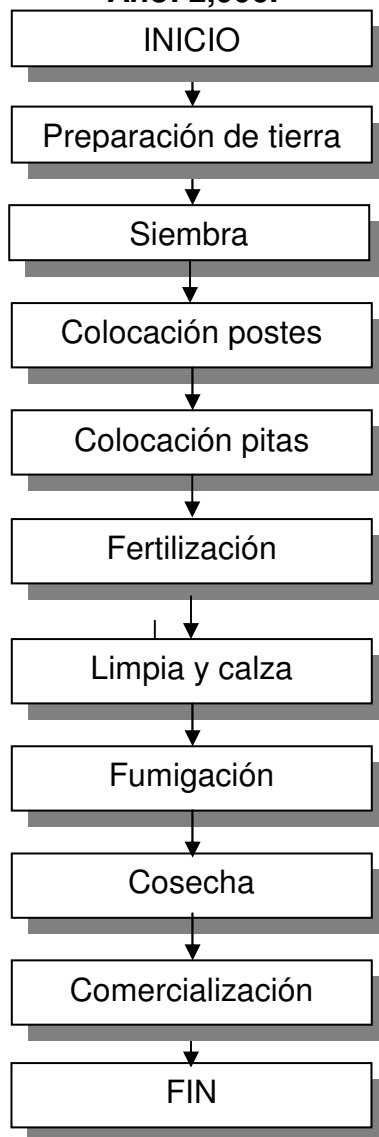 INICIO
Preparación de tierra
Siembra
Colocación postes
Colocación pitas
Fertilización
Limpia y calza
Fumigación
Cosecha
Comercialización
FIN